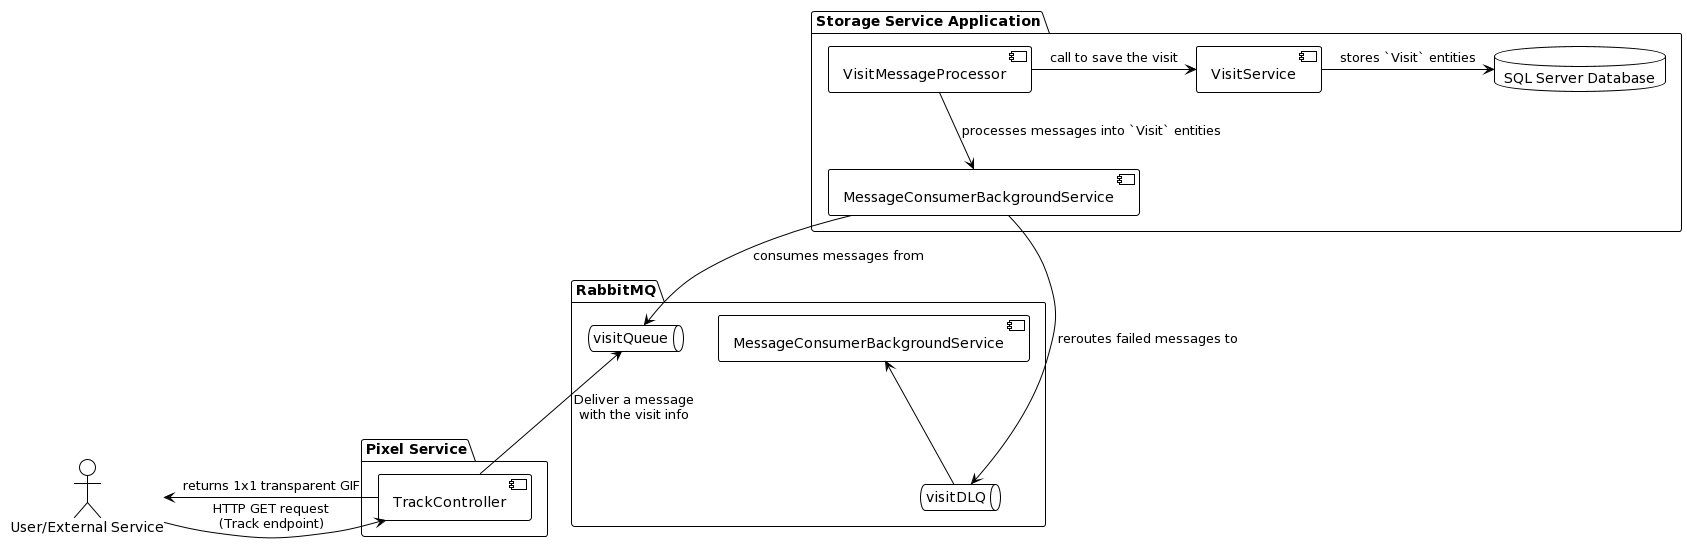 Storage Service Application
VisitMessageProcessor
call to save the visit
VisitService
stores `Visit` entities
SQL Server Database
processes messages into `Visit` entities
MessageConsumerBackgroundService
consumes messages from
RabbitMQ
visitQueue
MessageConsumerBackgroundService
reroutes failed messages to
Deliver a message
with the visit info
Pixel Service
returns 1x1 transparent GIF
TrackController
visitDLQ
HTTP GET request
(Track endpoint)
User/External Service